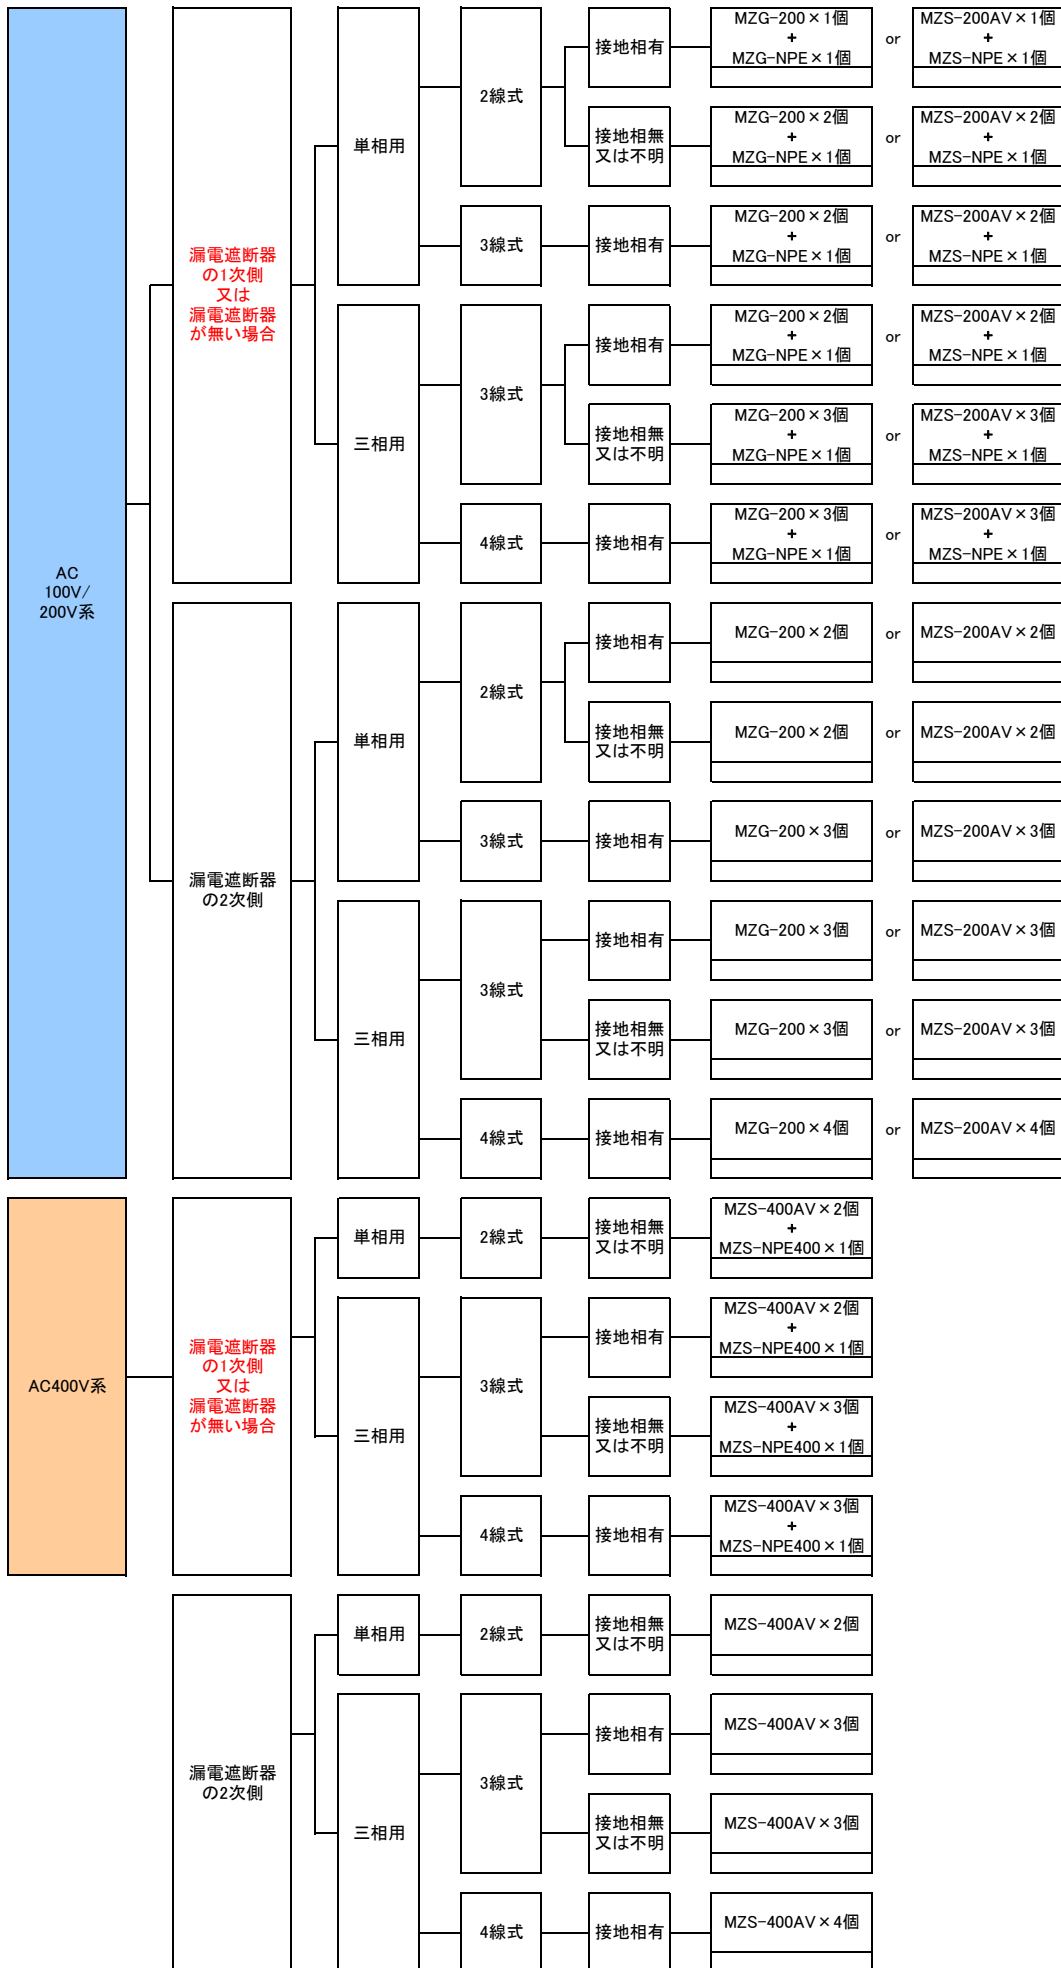 AC
100V/
200V系
漏電遮断器
の1次側
又は
漏電遮断器
が無い場合
単相用
2線式
接地相有
MZG-200×1個
+
MZG-NPE×1個
or
MZS-200AV×1個
+
MZS-NPE×1個
接地相無
又は不明
MZG-200×2個
+
MZG-NPE×1個
or
MZS-200AV×2個
+
MZS-NPE×1個
3線式
接地相有
MZG-200×2個
+
MZG-NPE×1個
or
MZS-200AV×2個
+
MZS-NPE×1個
三相用
3線式
接地相有
MZG-200×2個
+
MZG-NPE×1個
or
MZS-200AV×2個
+
MZS-NPE×1個
接地相無
又は不明
MZG-200×3個
+
MZG-NPE×1個
or
MZS-200AV×3個
+
MZS-NPE×1個
4線式
接地相有
MZG-200×3個
+
MZG-NPE×1個
or
MZS-200AV×3個
+
MZS-NPE×1個
漏電遮断器
の2次側
単相用
2線式
接地相有
MZG-200×2個
or
MZS-200AV×2個
接地相無
又は不明
MZG-200×2個
or
MZS-200AV×2個
3線式
接地相有
MZG-200×3個
or
MZS-200AV×3個
三相用
3線式
接地相有
MZG-200×3個
or
MZS-200AV×3個
接地相無
又は不明
MZG-200×3個
or
MZS-200AV×3個
4線式
接地相有
MZG-200×4個
or
MZS-200AV×4個
AC400V系
漏電遮断器
の1次側
又は
漏電遮断器
が無い場合
単相用
2線式
接地相無
又は不明
MZS-400AV×2個
+
MZS-NPE400×1個
三相用
3線式
接地相有
MZS-400AV×2個
+
MZS-NPE400×1個
接地相無
又は不明
MZS-400AV×3個
+
MZS-NPE400×1個
4線式
接地相有
MZS-400AV×3個
+
MZS-NPE400×1個
漏電遮断器
の2次側
単相用
2線式
接地相無
又は不明
MZS-400AV×2個
三相用
3線式
接地相有
MZS-400AV×3個
接地相無
又は不明
MZS-400AV×3個
4線式
接地相有
MZS-400AV×4個